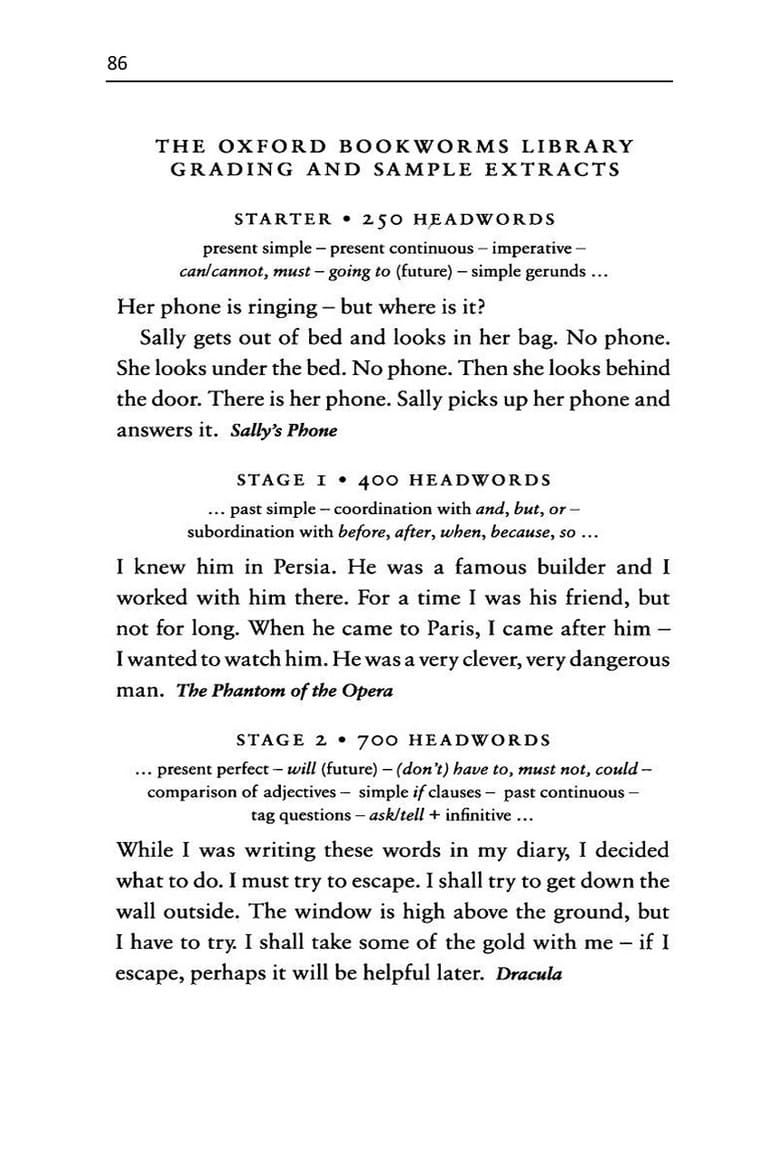 86
THE OXFORD BOOKWORMS LIBRARY
GRADING AND SAMPLE EXTRACTS
STARTER • 250 HEADWORDS
present simple – present continuous – imperative –
can/cannot, must – going to (future) – simple gerunds ...
Her phone is ringing – but where is it?
Sally gets out of bed and looks in her bag. No phone.
She looks under the bed. No phone. Then she looks behind
the door. There is her phone. Sally picks up her phone and
answers it. Sally’s Phone
STAGE 1 • 400 HEADWORDS
... past simple – coordination with and, but, or –
subordination with before, after, when, because, so ...
I knew him in Persia. He was a famous builder and I
worked with him there. For a time I was his friend, but
not for long. When he came to Paris, I came after him –
I wanted to watch him. He was a very clever, very dangerous
man. The Phantom of the Opera
STAGE 2 • 700 HEADWORDS
... present perfect – will (future) – (don’t) have to, must not, could –
comparison of adjectives – simple if clauses – past continuous –
tag questions – ask/tell + infinitive ...
While I was writing these words in my diary, I decided
what to do. I must try to escape. I shall try to get down the
wall outside. The window is high above the ground, but
I have to try. I shall take some of the gold with me – if I
escape, perhaps it will be helpful later. Dracula